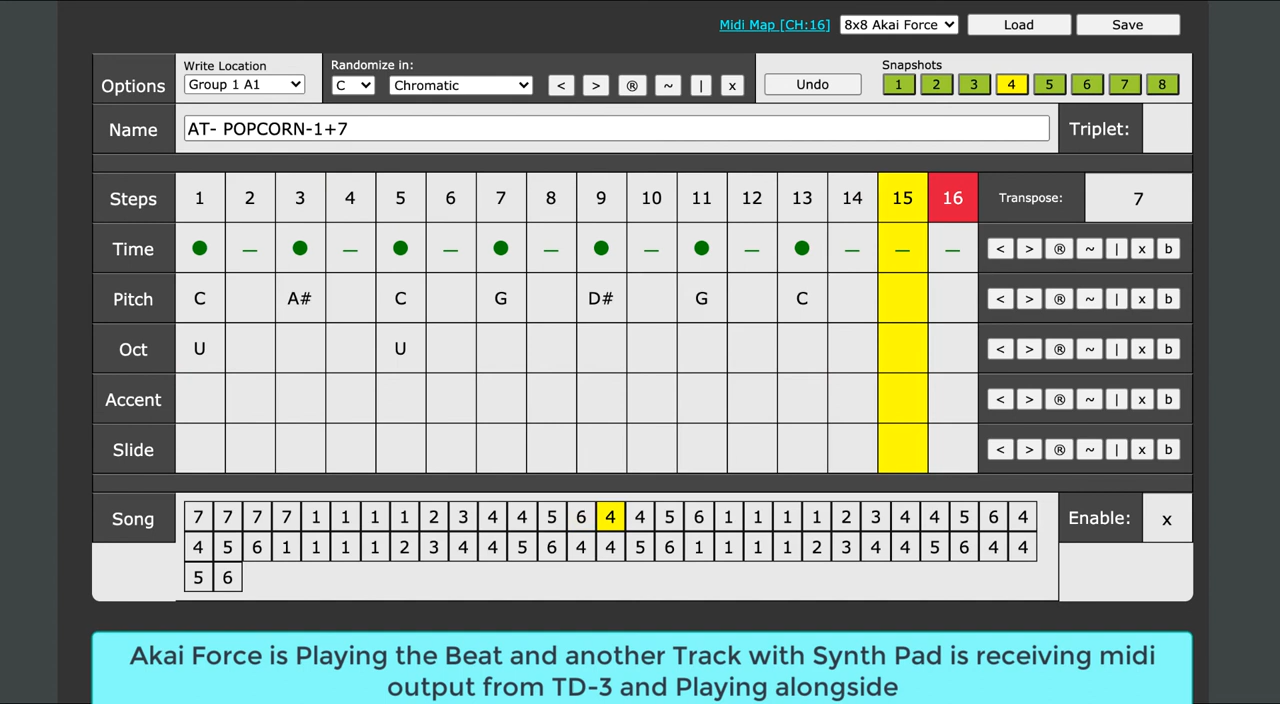 Midi Map [CH:16] 8x8 Akai Force Load Save
Options Write Location Randomize in: Snapshots
Group 1 A1 C Chromatic < > ® ~ | x Undo 1 2 3 4 5 6 7 8
Name AT- POPCORN-1+7 Triplet:
Steps 1 2 3 4 5 6 7 8 9 10 11 12 13 14 15 16 Transpose: 7
Time ● — ● — ● — ● — ● — ● — ● — — — < > ® ~ | x b
Pitch C A# C G D# G C < > ® ~ | x b
Oct U U < > ® ~ | x b
Accent < > ® ~ | x b
Slide < > ® ~ | x b
Song 7 7 7 7 1 1 1 1 2 3 4 4 5 6 4 4 5 6 1 1 1 1 2 3 4 4 5 6 4 Enable: x
4 5 6 1 1 1 1 2 3 4 4 5 6 4 4 5 6 1 1 1 1 2 3 4 4 5 6 4 4
5 6
Akai Force is Playing the Beat and another Track with Synth Pad is receiving midi
output from TD-3 and Playing alongside